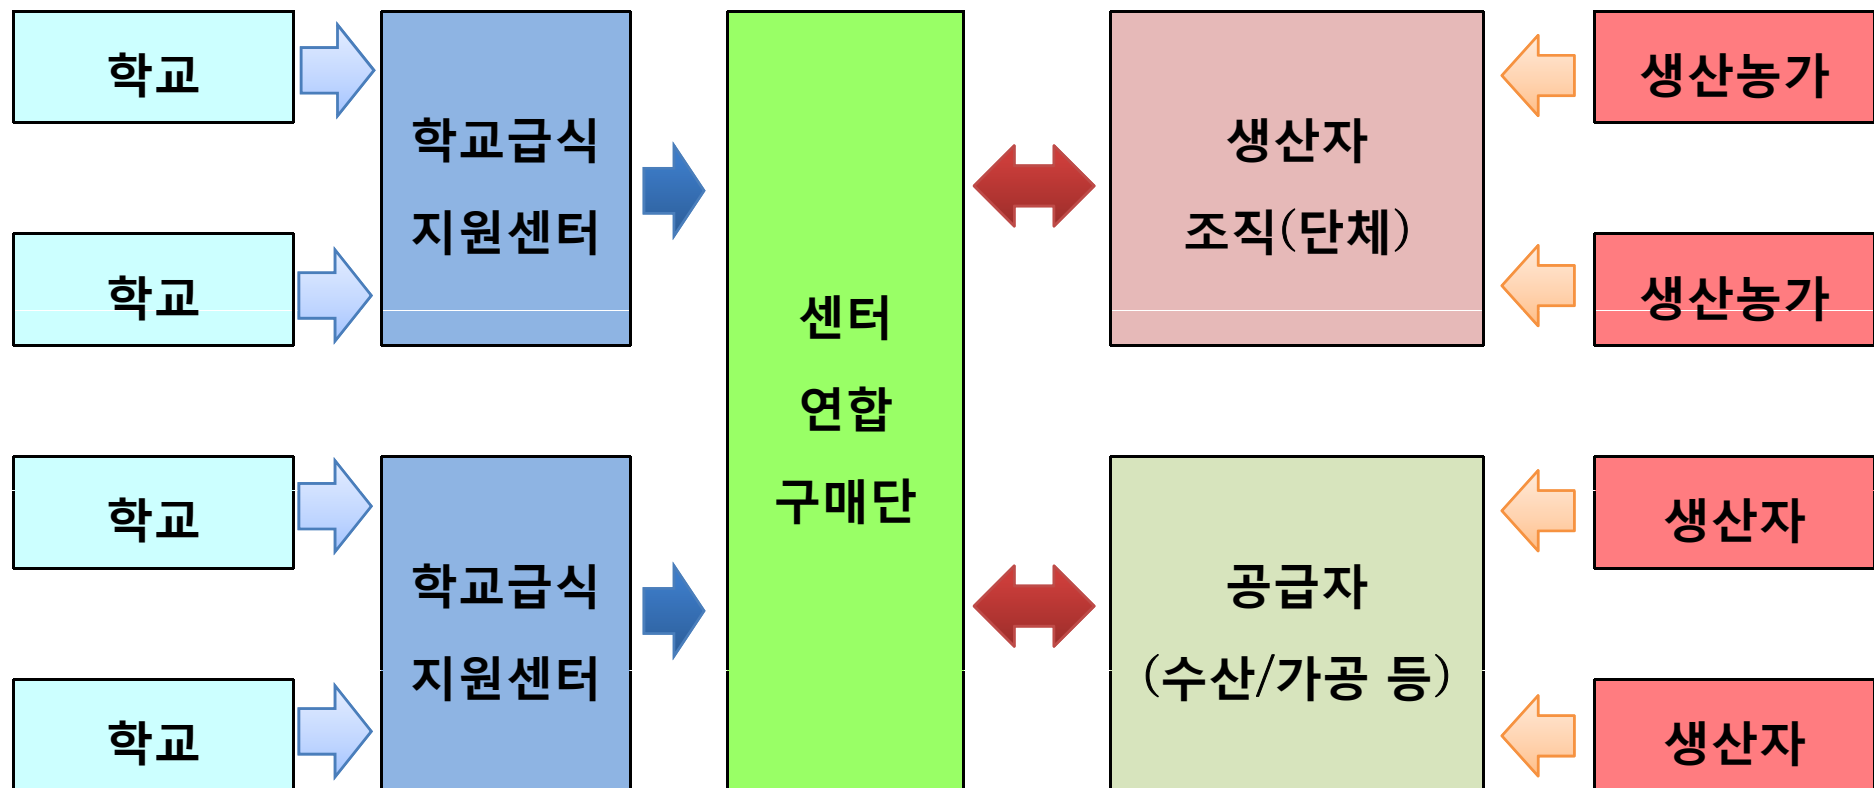 학교
학교
학교
학교
학교급식
지원센터
학교급식
지원센터
센터
연합
구매단
생산자
조직(단체)
공급자
(수산/가공 등)
생산농가
생산농가
생산자
생산자